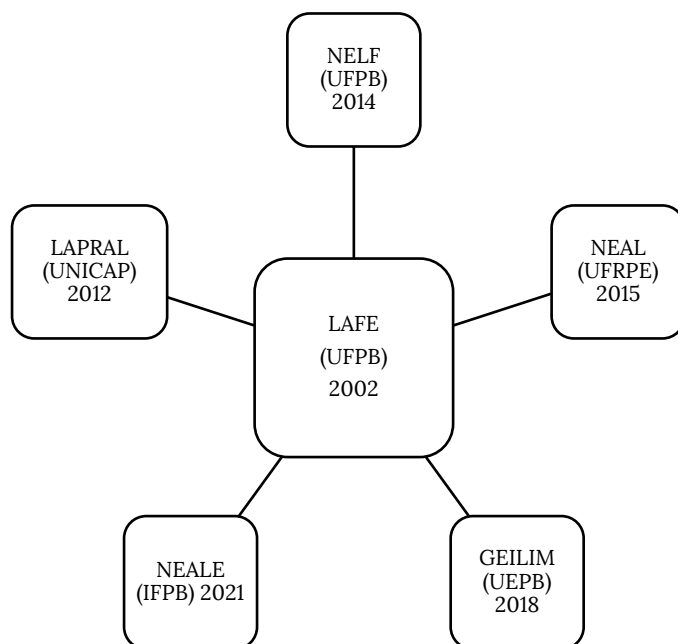 NELF
(UFPB)
2014
LAPRAL
(UNICAP)
2012
NEAL
(UFRPE)
2015
LAFE
(UFPB)
2002
NEALE
(IFPB) 2021
GEILIM
(UEPB)
2018